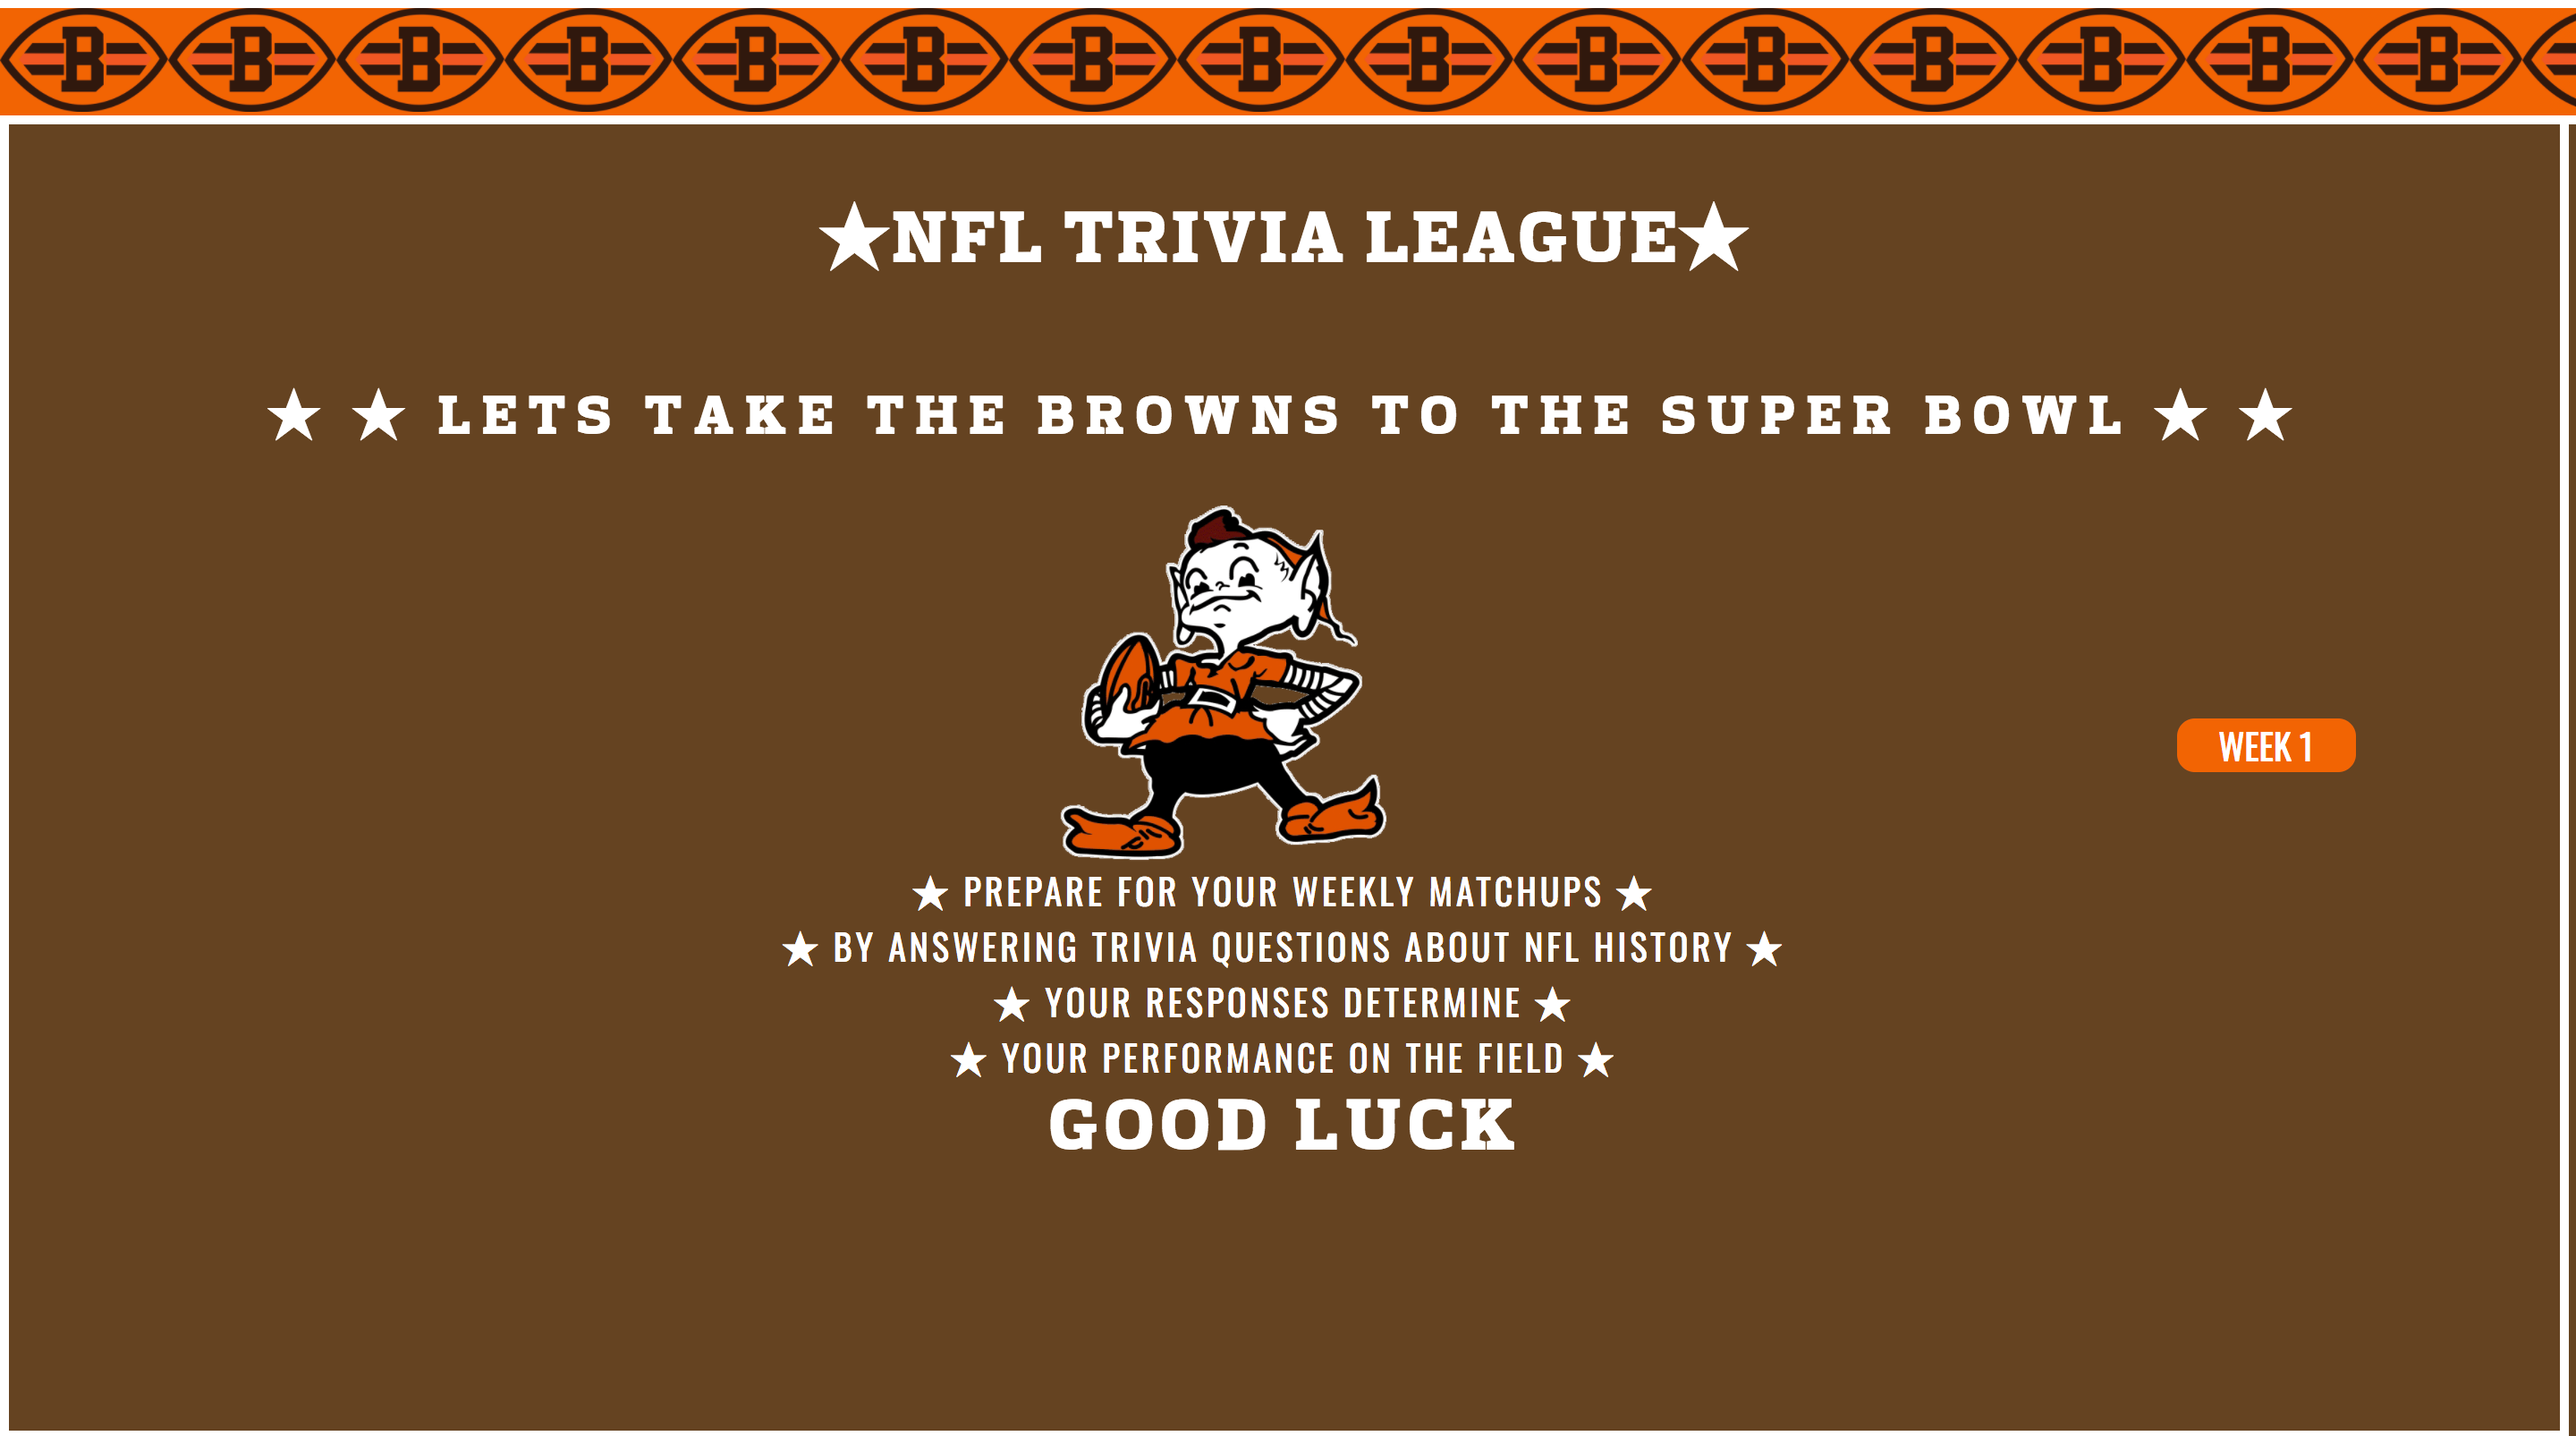 B B B B B B B B B B B B B B B
★NFL TRIVIA LEAGUE★
★ ★ LETS TAKE THE BROWNS TO THE SUPER BOWL ★ ★
WEEK 1
★ PREPARE FOR YOUR WEEKLY MATCHUPS ★
★ BY ANSWERING TRIVIA QUESTIONS ABOUT NFL HISTORY ★
★ YOUR RESPONSES DETERMINE ★
★ YOUR PERFORMANCE ON THE FIELD ★
GOOD LUCK